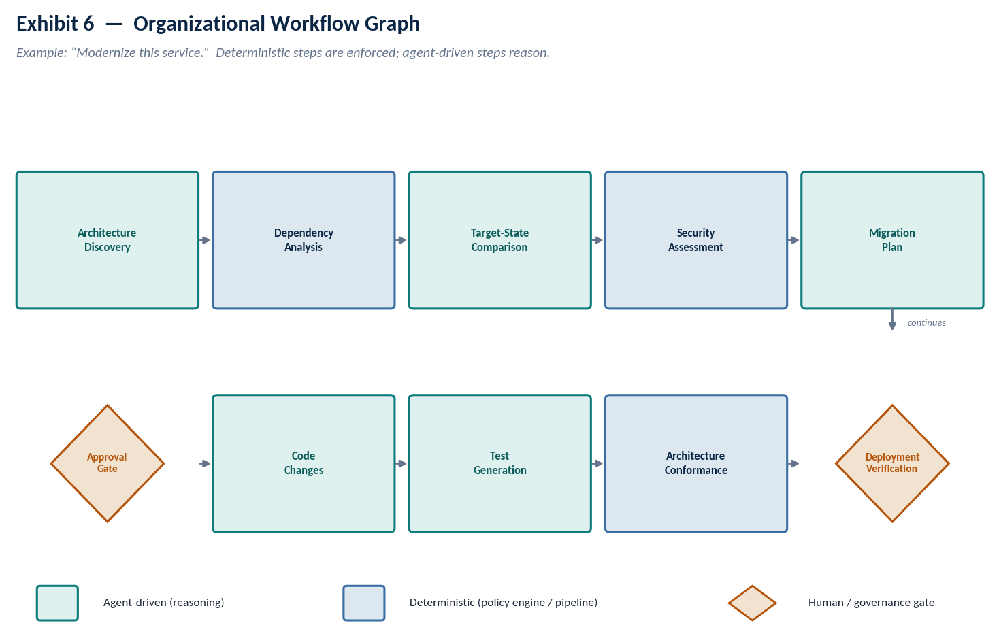 Exhibit 6 — Organizational Workflow Graph
Example: “Modernize this service.” Deterministic steps are enforced; agent-driven steps reason.
Architecture
Discovery
Dependency
Analysis
Target-State
Comparison
Security
Assessment
Migration
Plan
continues
Approval
Gate
Code
Changes
Test
Generation
Architecture
Conformance
Deployment
Verification
Agent-driven (reasoning)
Deterministic (policy engine / pipeline)
Human / governance gate